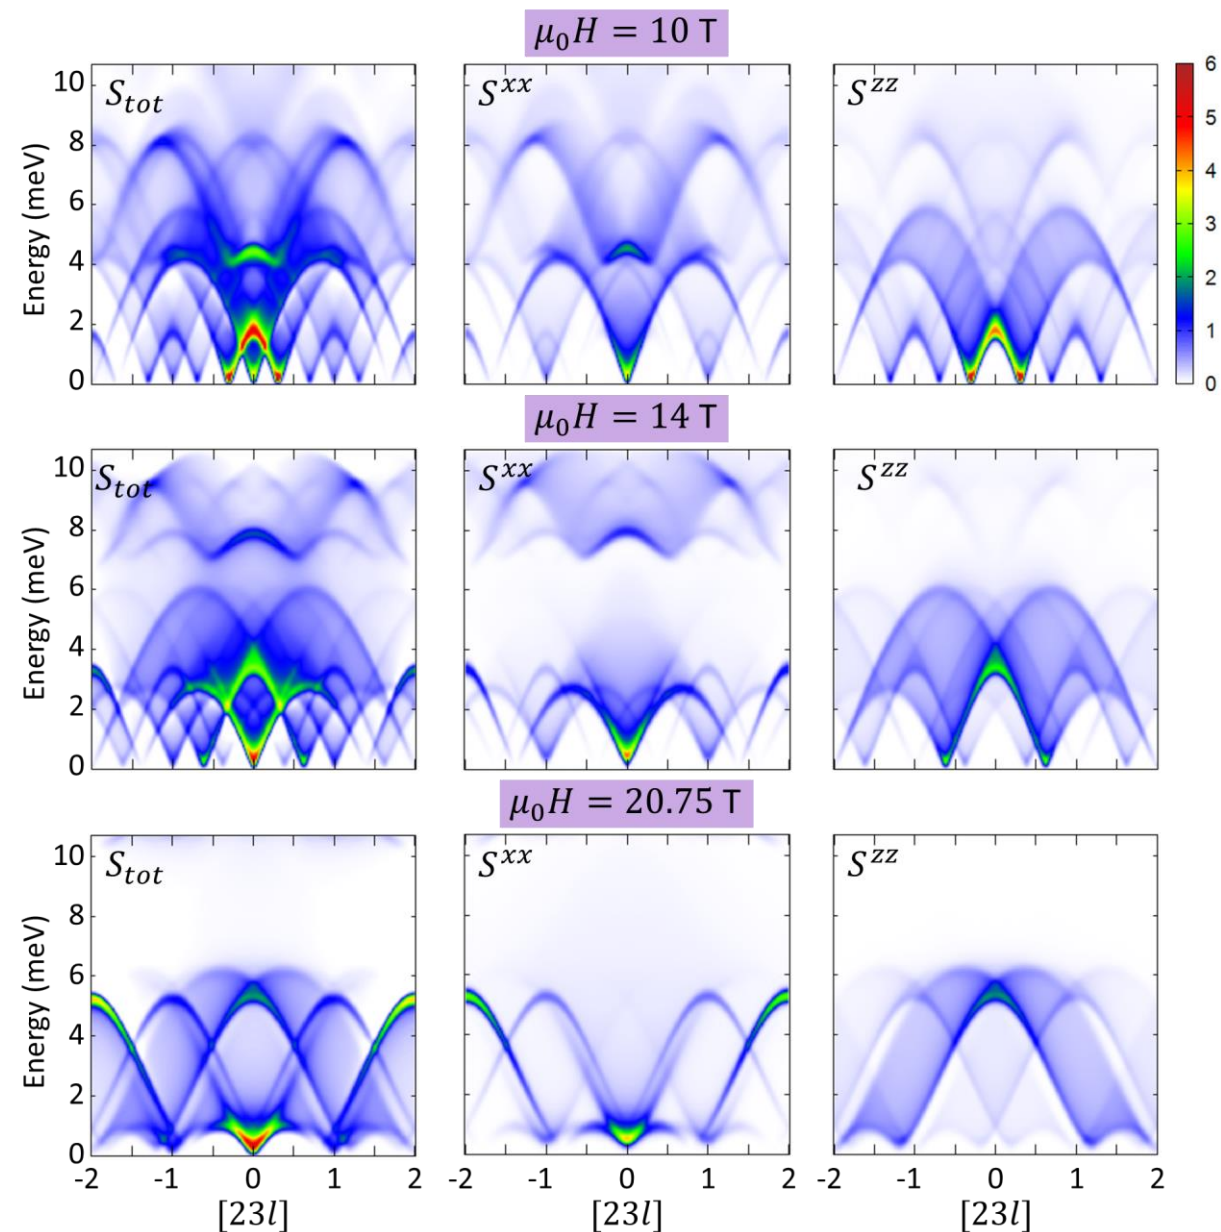 μ₀H = 10 T
S_tot S^xx S^zz
Energy (meV)
10
8
6
4
2
0
6
5
4
3
2
1
0
μ₀H = 14 T
S_tot S^xx S^zz
Energy (meV)
10
8
6
4
2
0
μ₀H = 20.75 T
S_tot S^xx S^zz
Energy (meV)
10
8
6
4
2
0
-2 -1 0 1 2 -2 -1 0 1 2 -2 -1 0 1 2
[23l] [23l] [23l]